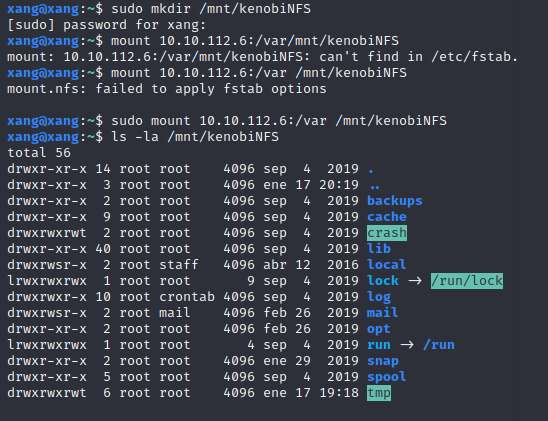 xang@xang:~$ sudo mkdir /mnt/kenobiNFS
[sudo] password for xang:
xang@xang:~$ mount 10.10.112.6:/var/mnt/kenobiNFS
mount: 10.10.112.6:/var/mnt/kenobiNFS: can't find in /etc/fstab.
xang@xang:~$ mount 10.10.112.6:/var /mnt/kenobiNFS
mount.nfs: failed to apply fstab options
xang@xang:~$ sudo mount 10.10.112.6:/var /mnt/kenobiNFS
xang@xang:~$ ls -la /mnt/kenobiNFS
total 56
drwxr-xr-x 14 root root    4096 sep  4  2019 .
drwxr-xr-x  3 root root    4096 ene 17 20:19 ..
drwxr-xr-x  2 root root    4096 sep  4  2019 backups
drwxr-xr-x  9 root root    4096 sep  4  2019 cache
drwxrwxrwt  2 root root    4096 sep  4  2019 crash
drwxr-xr-x 40 root root    4096 sep  4  2019 lib
drwxrwsr-x  2 root staff   4096 abr 12  2016 local
lrwxrwxrwx  1 root root       9 sep  4  2019 lock → /run/lock
drwxrwxr-x 10 root crontab 4096 sep  4  2019 log
drwxrwsr-x  2 root mail    4096 feb 26  2019 mail
drwxr-xr-x  2 root root    4096 feb 26  2019 opt
lrwxrwxrwx  1 root root       4 sep  4  2019 run → /run
drwxr-xr-x  2 root root    4096 ene 29  2019 snap
drwxr-xr-x  5 root root    4096 sep  4  2019 spool
drwxrwxrwt  6 root root    4096 ene 17 19:18 tmp